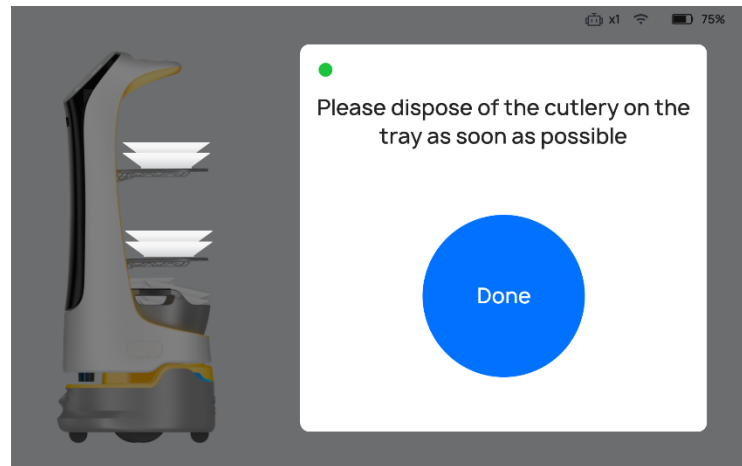 x1 75%
Please dispose of the cutlery on the
tray as soon as possible
Done